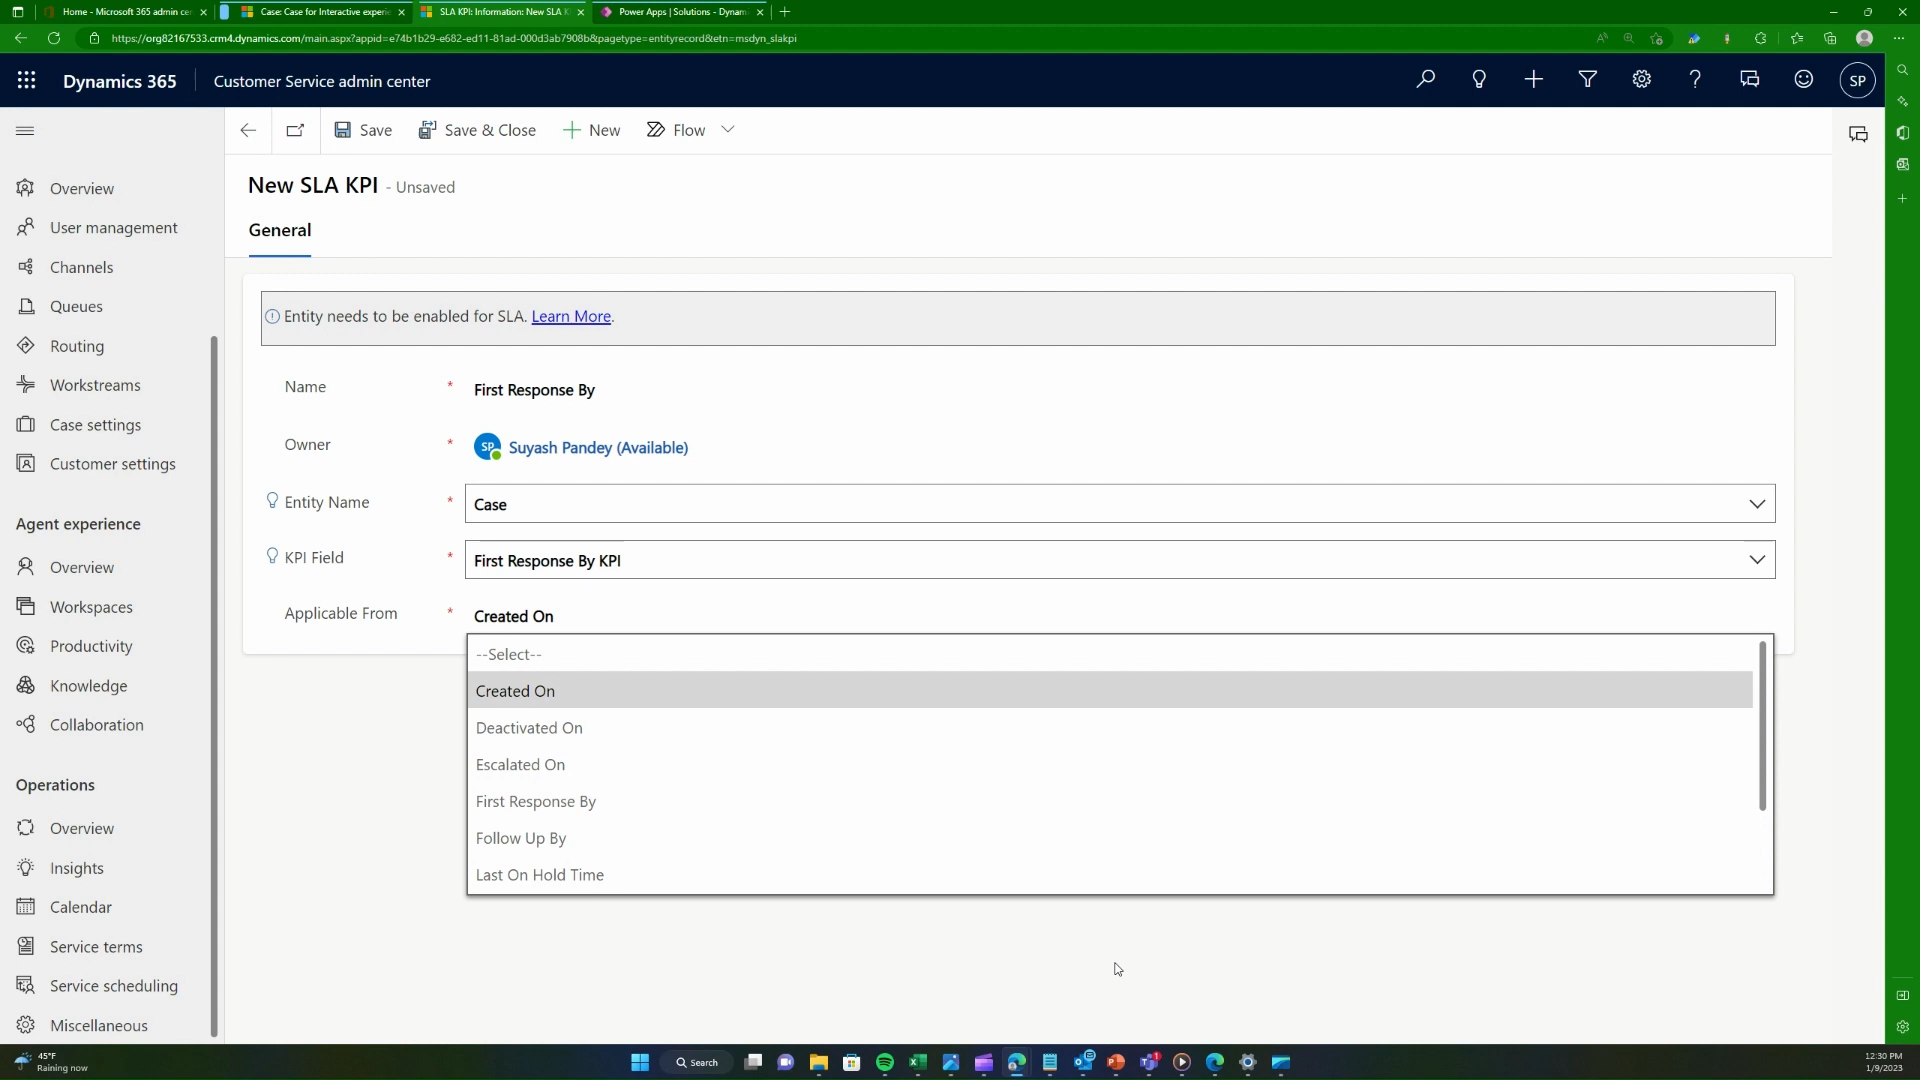 Home - Microsoft 365 admin cen
Case: Case for Interactive experie
SLA KPI: Information: New SLA K
Power Apps | Solutions - Dynam
https://org82167533.crm4.dynamics.com/main.aspx?appid=e74b1b29-e682-ed11-81ad-000d3ab7908b&pagetype=entityrecord&etn=msdyn_slakpi
Dynamics 365
Customer Service admin center
SP
Save
Save & Close
New
Flow
New SLA KPI - Unsaved
General
Entity needs to be enabled for SLA. Learn More.
Name * First Response By
Owner * SP Suyash Pandey (Available)
Entity Name * Case
KPI Field * First Response By KPI
Applicable From * Created On
--Select--
Created On
Deactivated On
Escalated On
First Response By
Follow Up By
Last On Hold Time
Overview
User management
Channels
Queues
Routing
Workstreams
Case settings
Customer settings
Agent experience
Overview
Workspaces
Productivity
Knowledge
Collaboration
Operations
Overview
Insights
Calendar
Service terms
Service scheduling
Miscellaneous
45°F
Raining now
Search
12:30 PM
1/9/2023